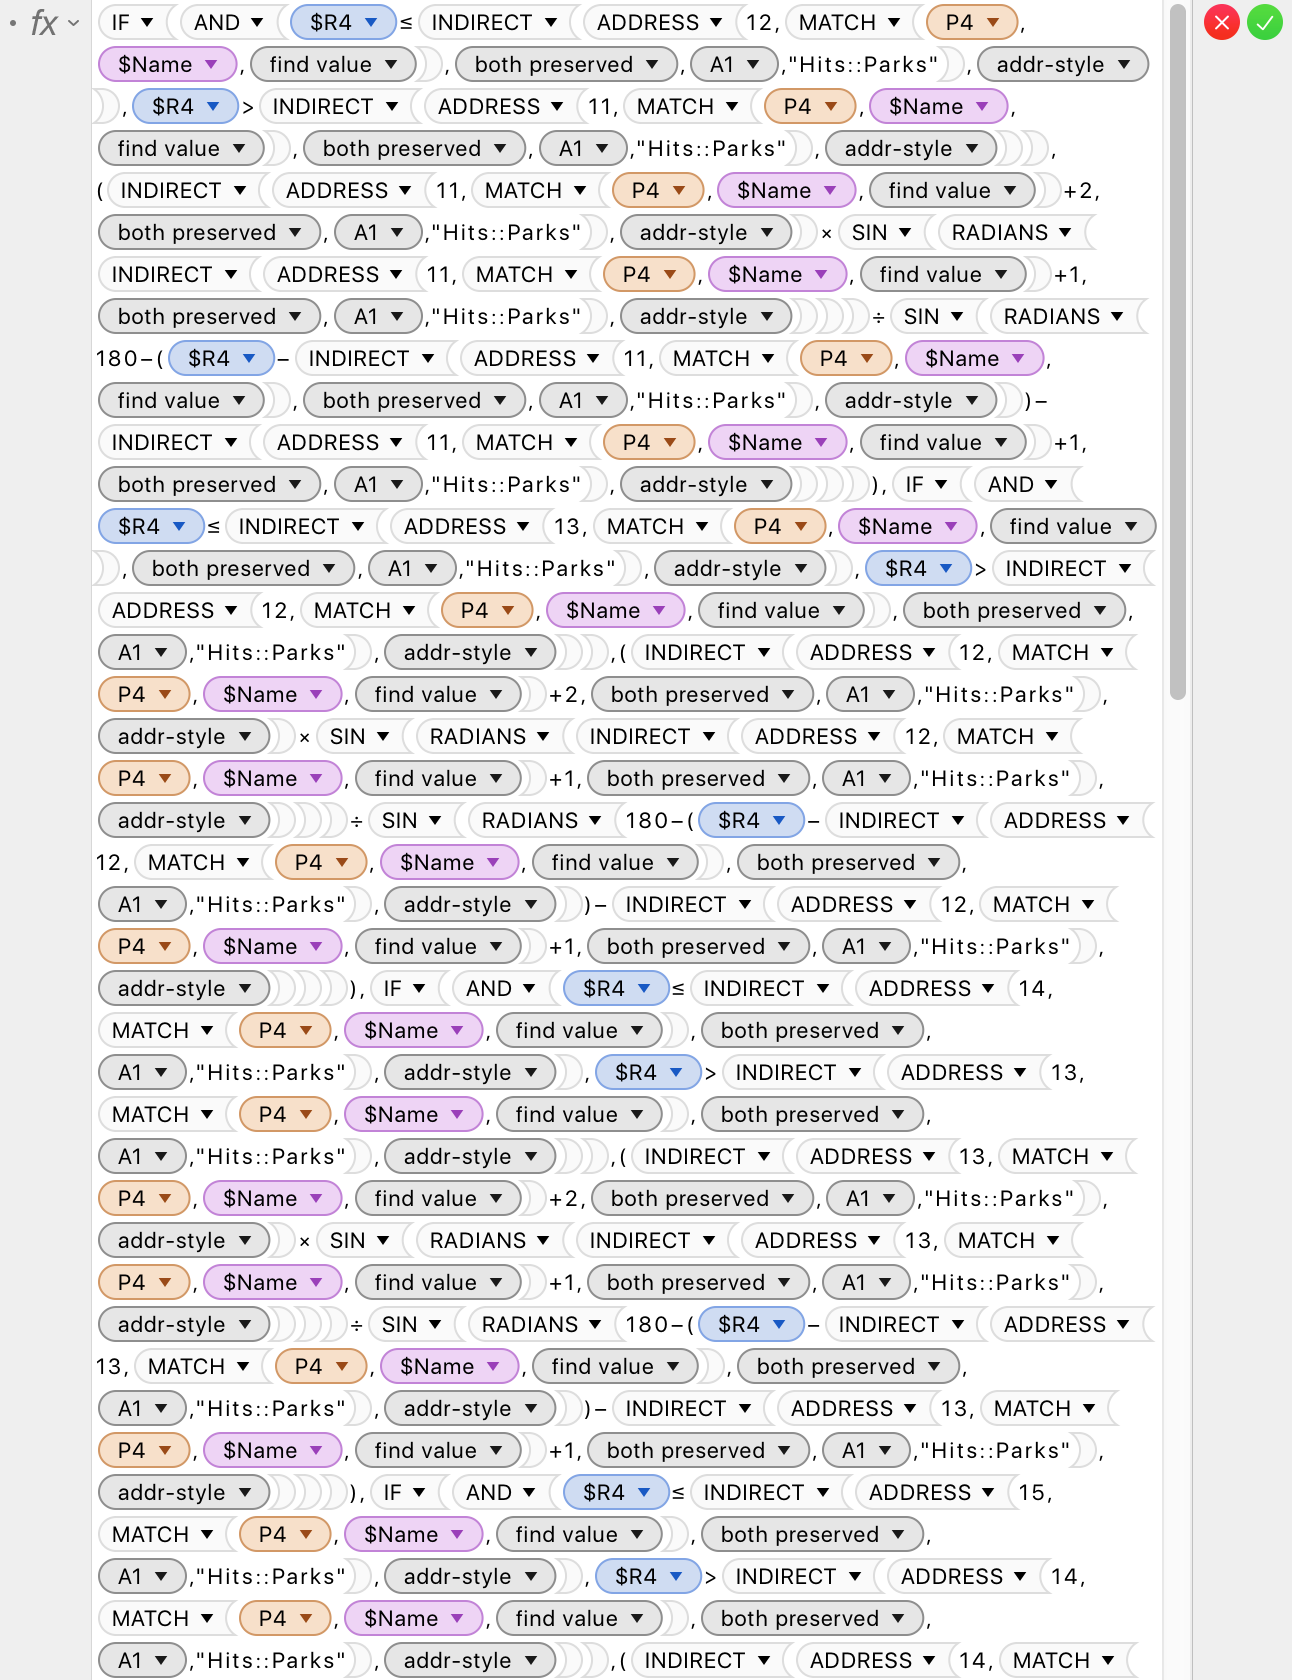 fx IF AND $R4 ≤ INDIRECT ADDRESS 12, MATCH P4 ,
$Name , find value , both preserved , A1 ,"Hits::Parks" , addr-style
, $R4 > INDIRECT ADDRESS 11, MATCH P4 , $Name ,
find value , both preserved , A1 ,"Hits::Parks" , addr-style ,
( INDIRECT ADDRESS 11, MATCH P4 , $Name , find value +2,
both preserved , A1 ,"Hits::Parks" , addr-style × SIN RADIANS
INDIRECT ADDRESS 11, MATCH P4 , $Name , find value +1,
both preserved , A1 ,"Hits::Parks" , addr-style ÷ SIN RADIANS
180–( $R4 – INDIRECT ADDRESS 11, MATCH P4 , $Name ,
find value , both preserved , A1 ,"Hits::Parks" , addr-style )–
INDIRECT ADDRESS 11, MATCH P4 , $Name , find value +1,
both preserved , A1 ,"Hits::Parks" , addr-style ), IF AND
$R4 ≤ INDIRECT ADDRESS 13, MATCH P4 , $Name , find value
, both preserved , A1 ,"Hits::Parks" , addr-style , $R4 > INDIRECT
ADDRESS 12, MATCH P4 , $Name , find value , both preserved ,
A1 ,"Hits::Parks" , addr-style ,( INDIRECT ADDRESS 12, MATCH
P4 , $Name , find value +2, both preserved , A1 ,"Hits::Parks" ,
addr-style × SIN RADIANS INDIRECT ADDRESS 12, MATCH
P4 , $Name , find value +1, both preserved , A1 ,"Hits::Parks" ,
addr-style ÷ SIN RADIANS 180–( $R4 – INDIRECT ADDRESS
12, MATCH P4 , $Name , find value , both preserved ,
A1 ,"Hits::Parks" , addr-style )– INDIRECT ADDRESS 12, MATCH
P4 , $Name , find value +1, both preserved , A1 ,"Hits::Parks" ,
addr-style ), IF AND $R4 ≤ INDIRECT ADDRESS 14,
MATCH P4 , $Name , find value , both preserved ,
A1 ,"Hits::Parks" , addr-style , $R4 > INDIRECT ADDRESS 13,
MATCH P4 , $Name , find value , both preserved ,
A1 ,"Hits::Parks" , addr-style ,( INDIRECT ADDRESS 13, MATCH
P4 , $Name , find value +2, both preserved , A1 ,"Hits::Parks" ,
addr-style × SIN RADIANS INDIRECT ADDRESS 13, MATCH
P4 , $Name , find value +1, both preserved , A1 ,"Hits::Parks" ,
addr-style ÷ SIN RADIANS 180–( $R4 – INDIRECT ADDRESS
13, MATCH P4 , $Name , find value , both preserved ,
A1 ,"Hits::Parks" , addr-style )– INDIRECT ADDRESS 13, MATCH
P4 , $Name , find value +1, both preserved , A1 ,"Hits::Parks" ,
addr-style ), IF AND $R4 ≤ INDIRECT ADDRESS 15,
MATCH P4 , $Name , find value , both preserved ,
A1 ,"Hits::Parks" , addr-style , $R4 > INDIRECT ADDRESS 14,
MATCH P4 , $Name , find value , both preserved ,
A1 ,"Hits::Parks" , addr-style ,( INDIRECT ADDRESS 14, MATCH